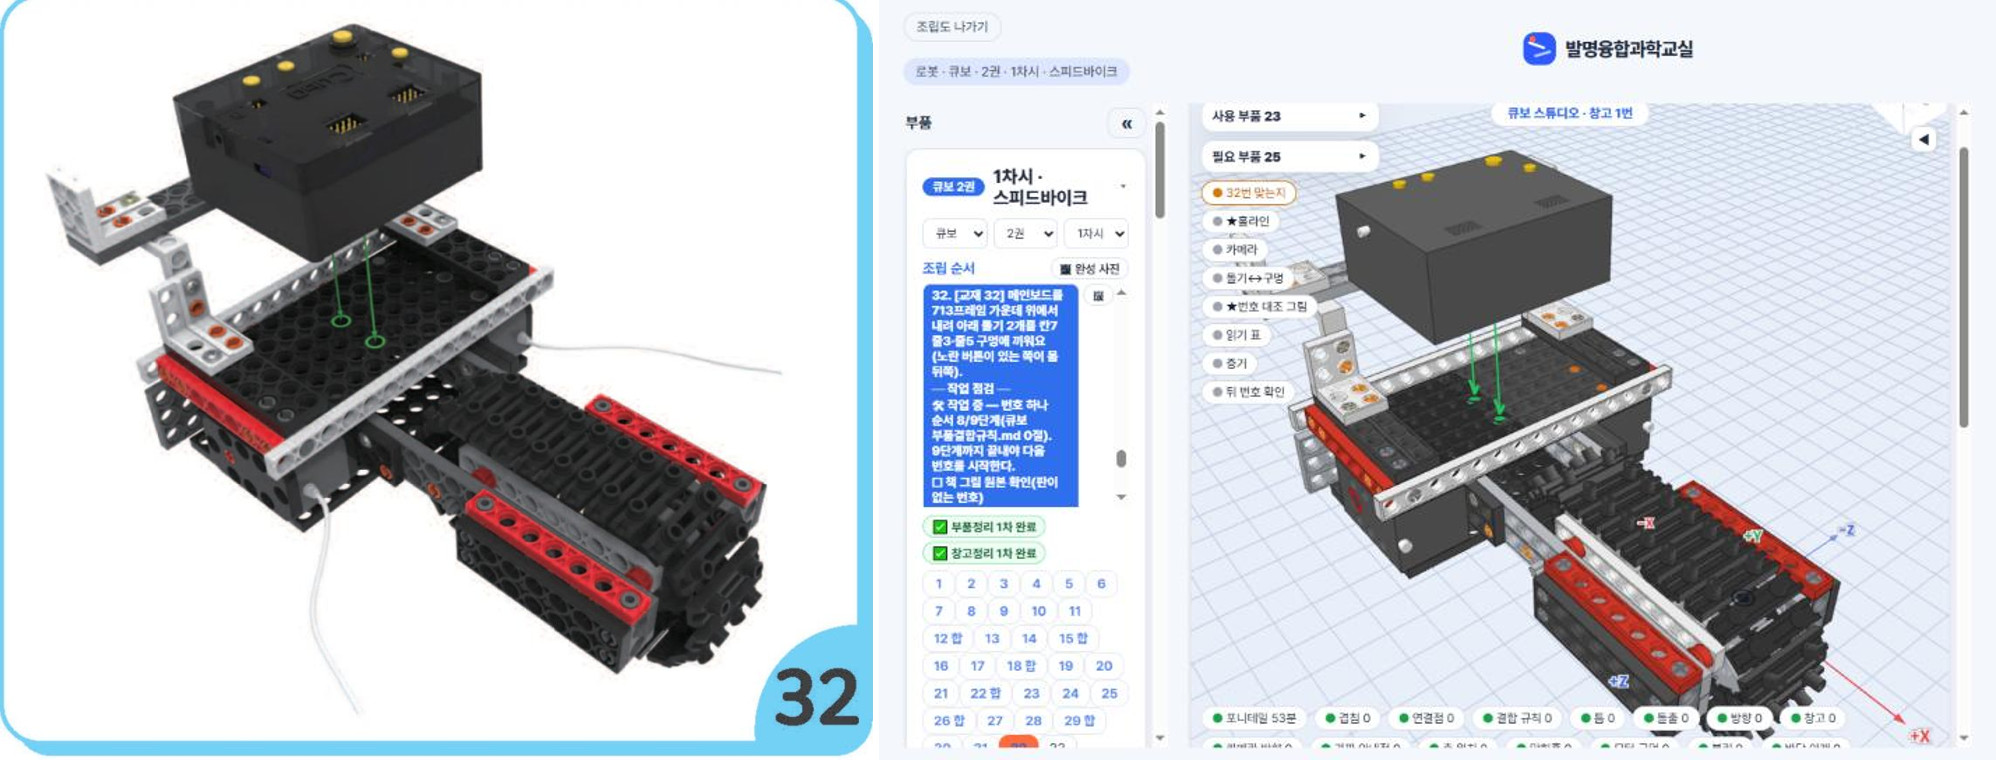 32
조립도 나가기
로봇 · 큐보 · 2권 · 1차시 · 스피드바이크
발명융합과학교실
부품
«
큐보 2권
1차시 ·
스피드바이크
큐보
2권
1차시
조립 순서
완성 사진
32. [교재 32] 메인보드를
713프레임 가운데 위에서
내려 아래 돌기 2개를 칸7
줄3·줄5 구멍에 끼워요
(노란 버튼이 있는 쪽이 몸
뒤쪽).
— 작업 점검 —
🛠 작업 중 — 번호 하나
순서 8/9단계(큐보
부품결합규칙.md 0절).
9단계까지 끝내야 다음
번호를 시작한다.
☐ 책 그림 원본 확인(판이
없는 번호)
✅ 부품정리 1차 완료
✅ 창고정리 1차 완료
1 2 3 4 5 6
7 8 9 10 11
12 합 13 14 15 합
16 17 18 합 19 20
21 22 합 23 24 25
26 합 27 28 29 합
사용 부품 23
필요 부품 25
큐보 스튜디오 · 창고 1번
32번 맞는지
★홀라인
카메라
돌기↔구멍
★번호 대조 그림
읽기 표
증거
뒤 번호 확인
-X
+Y
-Z
+Z
+X
포니테일 53분
겹침 0
연결점 0
결합 규칙 0
틈 0
돌출 0
방향 0
창고 0